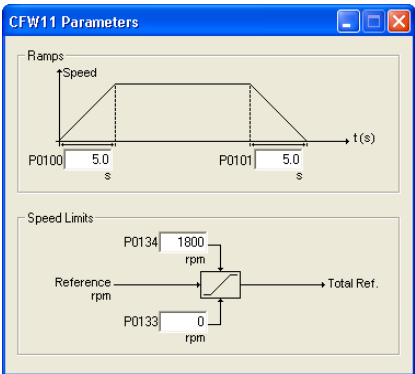 CFW11 Parameters
Ramps
Speed
t(s)
P0100 5.0
s
P0101 5.0
s
Speed Limits
P0134 1800
rpm
Reference
rpm
Total Ref.
P0133 0
rpm